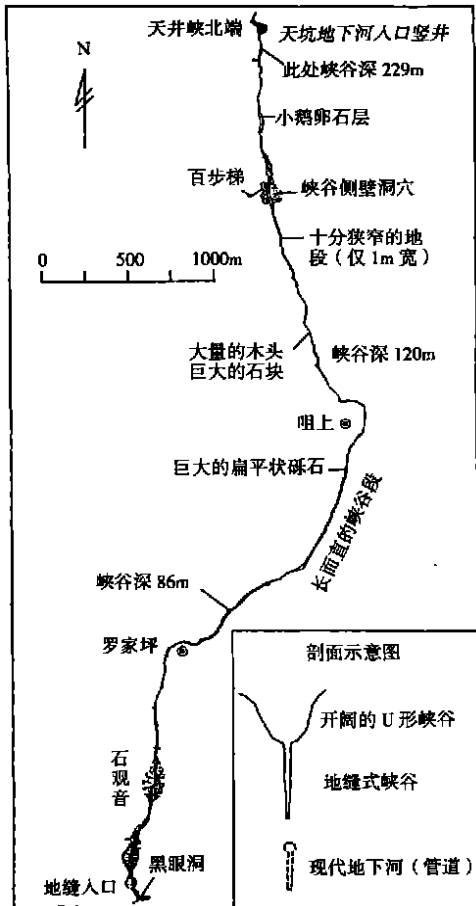 天井峡北端
天坑地下河入口竖井
N
此处峡谷深 229m
小鹅卵石层
百步梯
峡谷侧壁洞穴
十分狭窄的地
段（仅 1m 宽）
0 500 1000m
大量的木头
巨大的石块
峡谷深 120m
咀上
巨大的扁平状砾石
长而直的峡谷段
峡谷深 86m
罗家坪
剖面示意图
开阔的 U 形峡谷
地缝式峡谷
现代地下河（管道）
石观音
黑眼洞
地缝入口